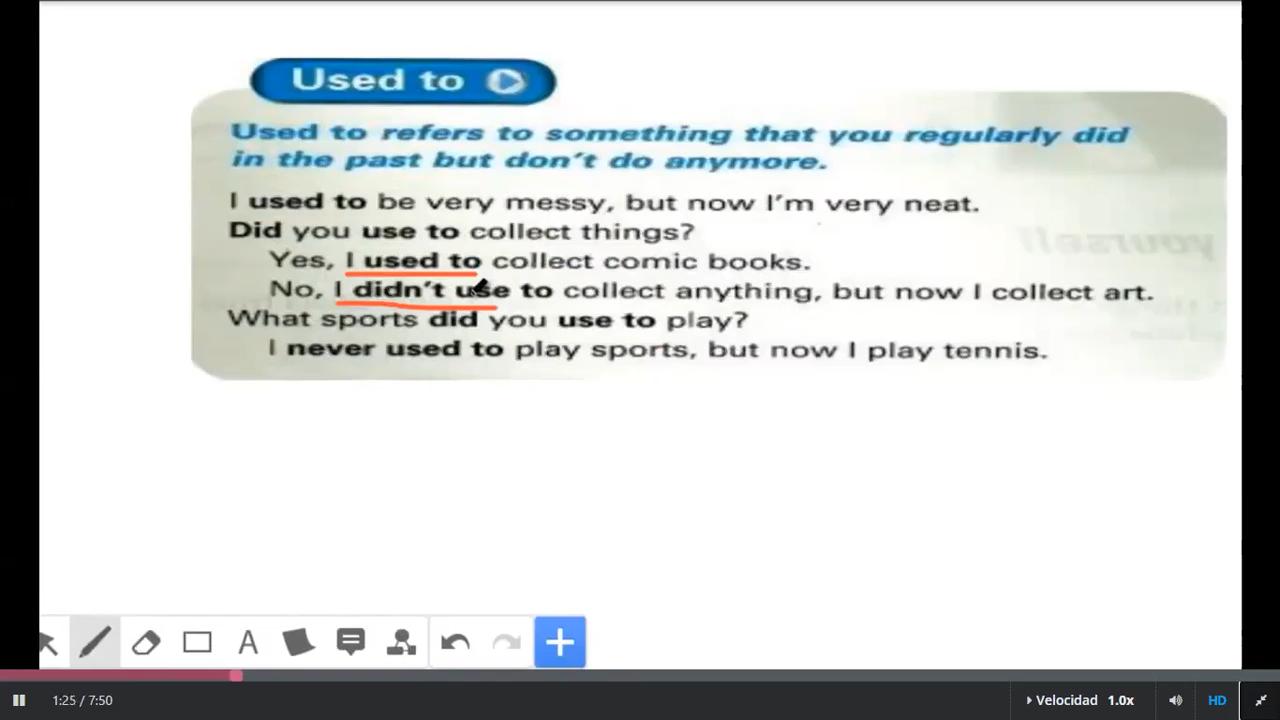 Used to
Used to refers to something that you regularly did
in the past but don't do anymore.
I used to be very messy, but now I'm very neat.
Did you use to collect things?
Yes, I used to collect comic books.
No, I didn't use to collect anything, but now I collect art.
What sports did you use to play?
I never used to play sports, but now I play tennis.
yourself
A
1:25 / 7:50
Velocidad 1.0x
HD